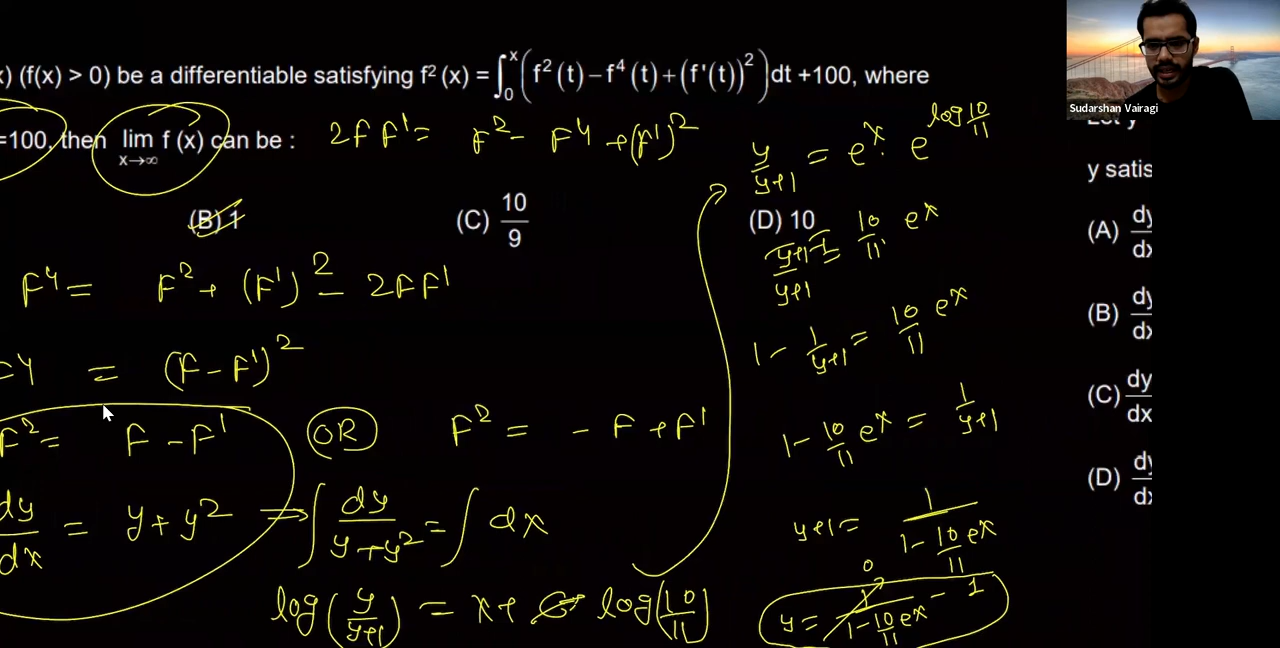 x) (f(x) > 0) be a differentiable satisfying f² (x) = ∫₀ˣ (f² (t) – f⁴ (t) + (f'(t))²) dt +100, where
=100, then lim x→∞ f (x) can be :
(B) 1
(C) 10/9
(D) 10
2FF' = F² - F⁴ + (F')²
F⁴ = F² + (F')² - 2FF'
F⁴ = (F - F')²
F² = F - F'
OR
F² = - F + F'
dy/dx = y + y²
⇒ ∫ dy/(y+y²) = ∫ dx
log(y/(y+1)) = x + log(10/11)
y/(y+1) = eˣ · e^(log 10/11)
(y+1-1)/(y+1) = 10/11 eˣ
1 - 1/(y+1) = 10/11 eˣ
1 - 10/11 eˣ = 1/(y+1)
y+1 = 1/(1 - 10/11 eˣ)
0
y = 1/(1 - 10/11 eˣ) - 1
Sudarshan Vairagi
Let y
y satis
(A) dy
dx
(B) dy
dx
(C) dy
dx
(D) dy
dx